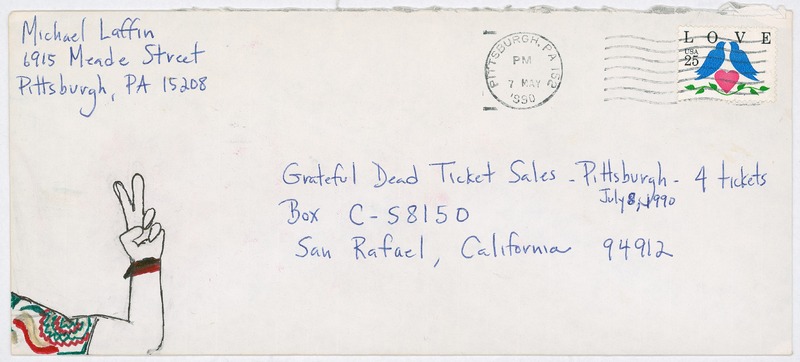 Michael Laffin
6915 Meade Street
Pittsburgh, PA 15208
PITTSBURGH, PA 152
PM
7 MAY
1990
LOVE
USA
25
Grateful Dead Ticket Sales - Pittsburgh - 4 tickets
July 8, 1990
Box C-S8150
San Rafael, California 94912